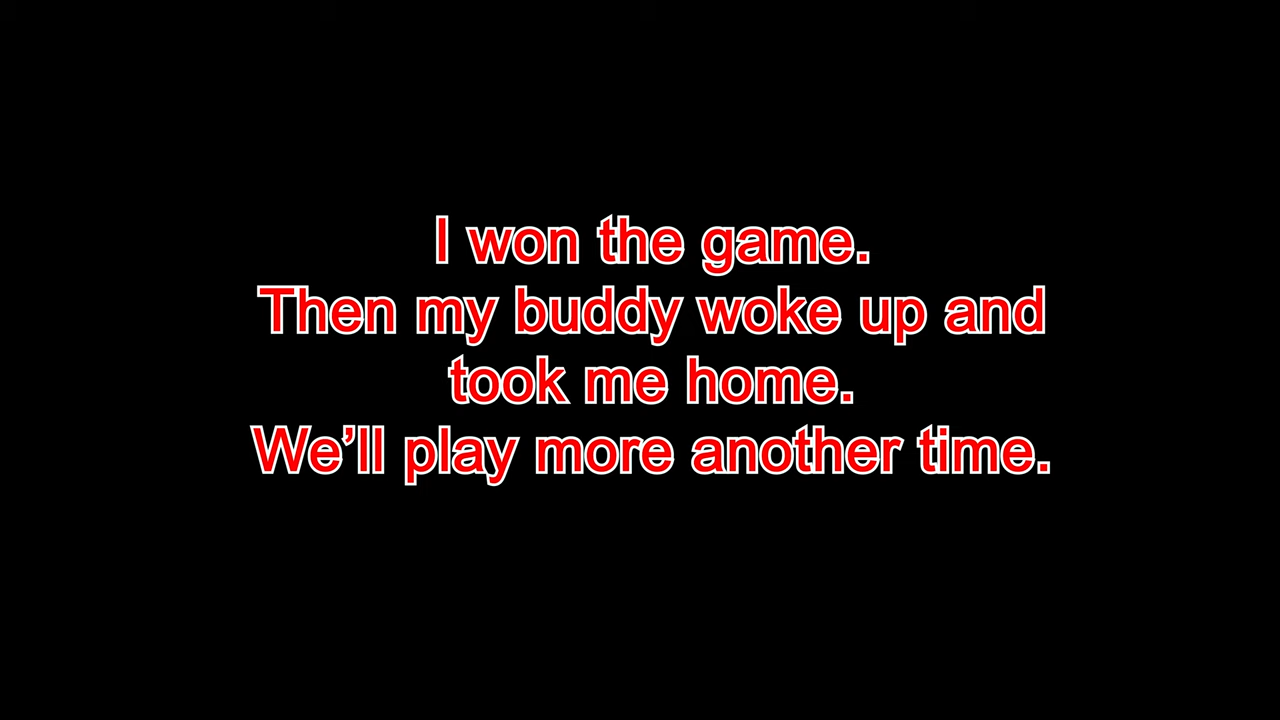 I won the game.
Then my buddy woke up and
took me home.
We’ll play more another time.